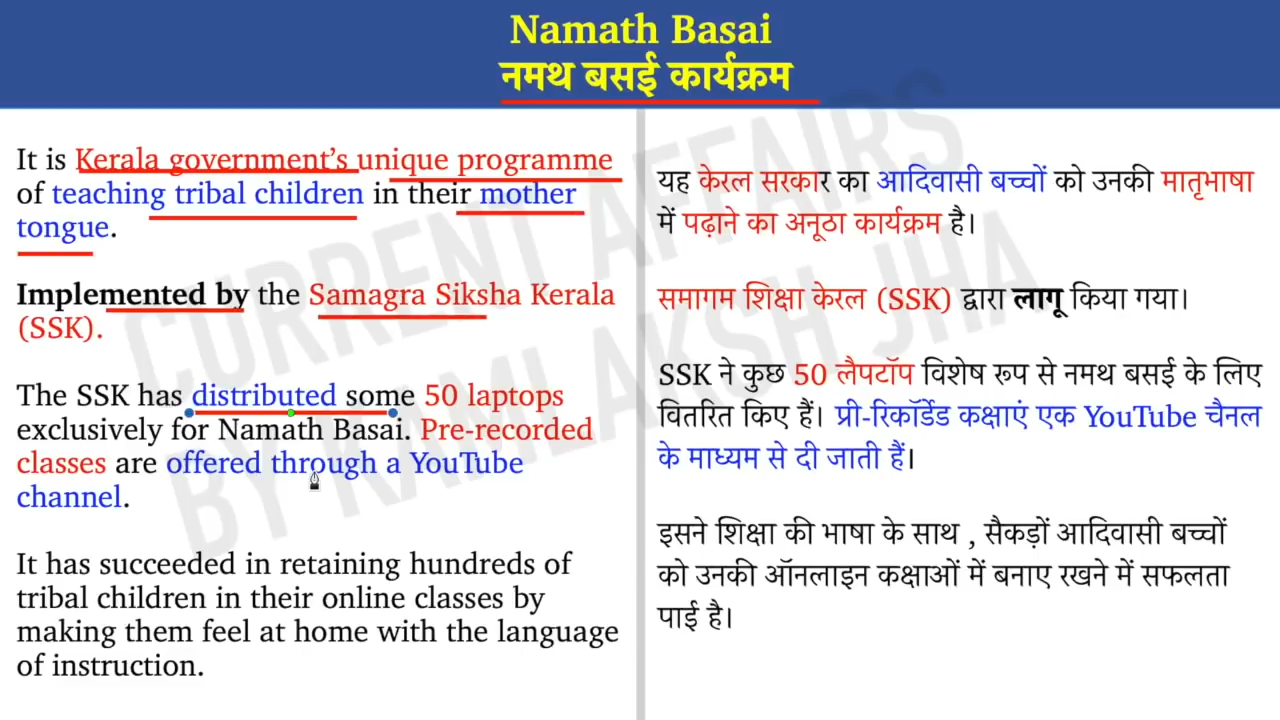 Namath Basai
नमथ बसई कार्यक्रम
It is Kerala government's unique programme
of teaching tribal children in their mother
tongue.
Implemented by the Samagra Siksha Kerala
(SSK).
The SSK has distributed some 50 laptops
exclusively for Namath Basai. Pre-recorded
classes are offered through a YouTube
channel.
It has succeeded in retaining hundreds of
tribal children in their online classes by
making them feel at home with the language
of instruction.
यह केरल सरकार का आदिवासी बच्चों को उनकी मातृभाषा
में पढ़ाने का अनूठा कार्यक्रम है।
समागम शिक्षा केरल (SSK) द्वारा लागू किया गया।
SSK ने कुछ 50 लैपटॉप विशेष रूप से नमथ बसई के लिए
वितरित किए हैं। प्री-रिकॉर्डेड कक्षाएं एक YouTube चैनल
के माध्यम से दी जाती हैं।
इसने शिक्षा की भाषा के साथ , सैकड़ों आदिवासी बच्चों
को उनकी ऑनलाइन कक्षाओं में बनाए रखने में सफलता
पाई है।
CURRENT AFFAIRS
BY RAMLAKSH JHA